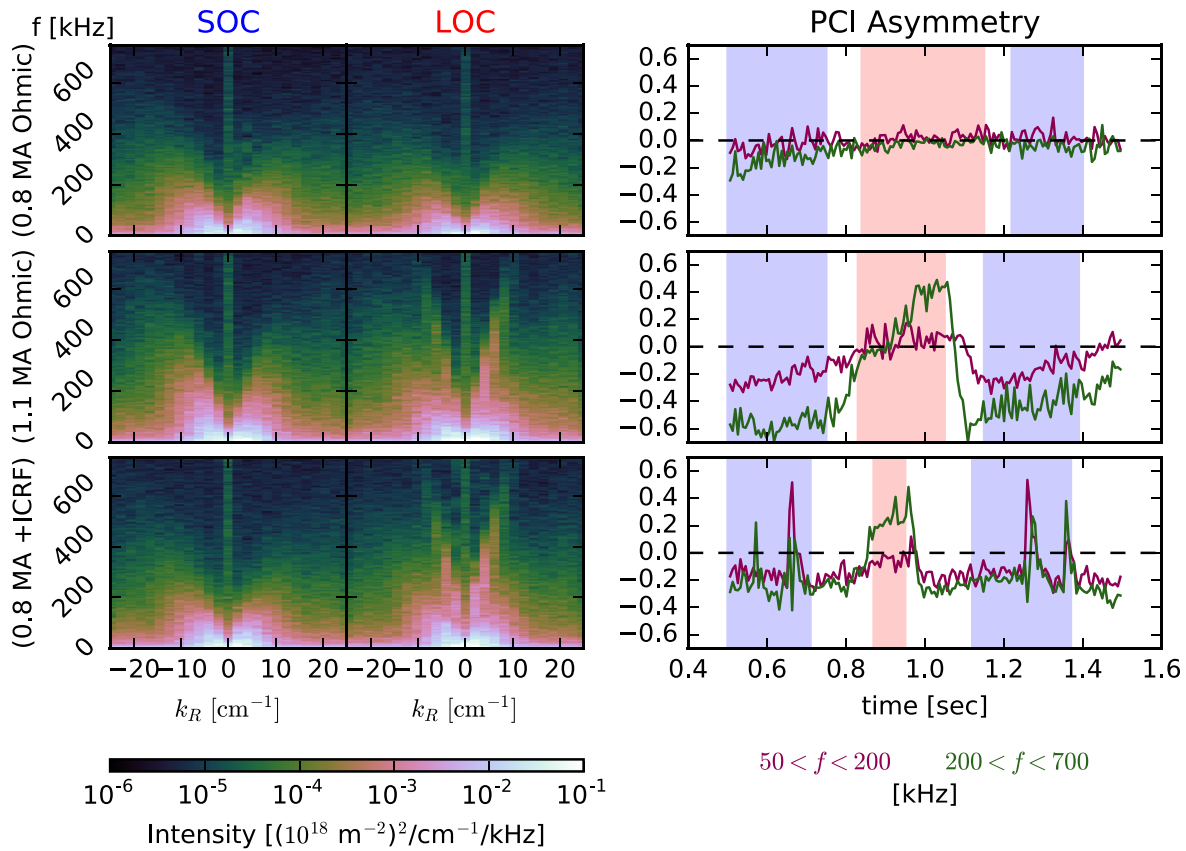 f [kHz]
SOC
LOC
PCI Asymmetry
(0.8 MA Ohmic)
600
400
200
0
0.6
0.4
0.2
0.0
−0.2
−0.4
−0.6
(1.1 MA Ohmic)
600
400
200
0
0.6
0.4
0.2
0.0
−0.2
−0.4
−0.6
(0.8 MA +ICRF)
600
400
200
0
0.6
0.4
0.2
0.0
−0.2
−0.4
−0.6
−20 −10 0 10 20
−20 −10 0 10 20
0.4 0.6 0.8 1.0 1.2 1.4 1.6
k_R [cm⁻¹]
k_R [cm⁻¹]
time [sec]
10⁻⁶ 10⁻⁵ 10⁻⁴ 10⁻³ 10⁻² 10⁻¹
Intensity [(10¹⁸ m⁻²)²/cm⁻¹/kHz]
50 < f < 200
200 < f < 700
[kHz]